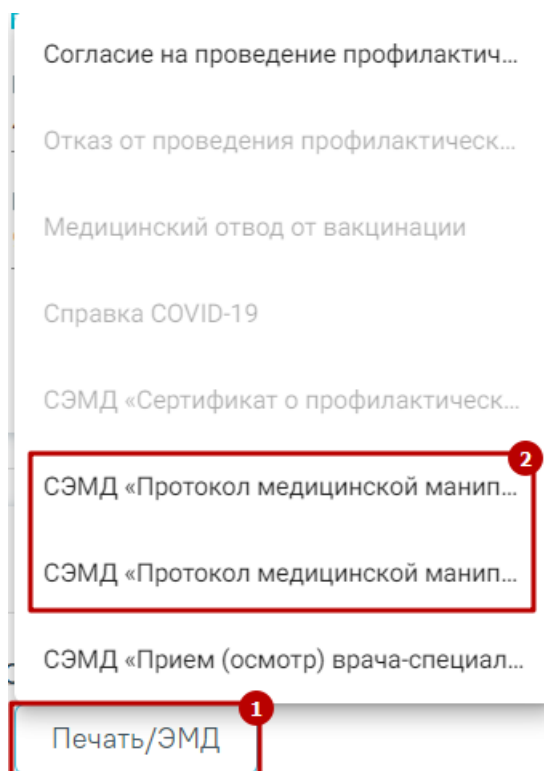 Согласие на проведение профилактич...
Отказ от проведения профилактическ...
Медицинский отвод от вакцинации
Справка COVID-19
СЭМД «Сертификат о профилактическ...
2
СЭМД «Протокол медицинской манип...
СЭМД «Протокол медицинской манип...
СЭМД «Прием (осмотр) врача-специал...
1
Печать/ЭМД